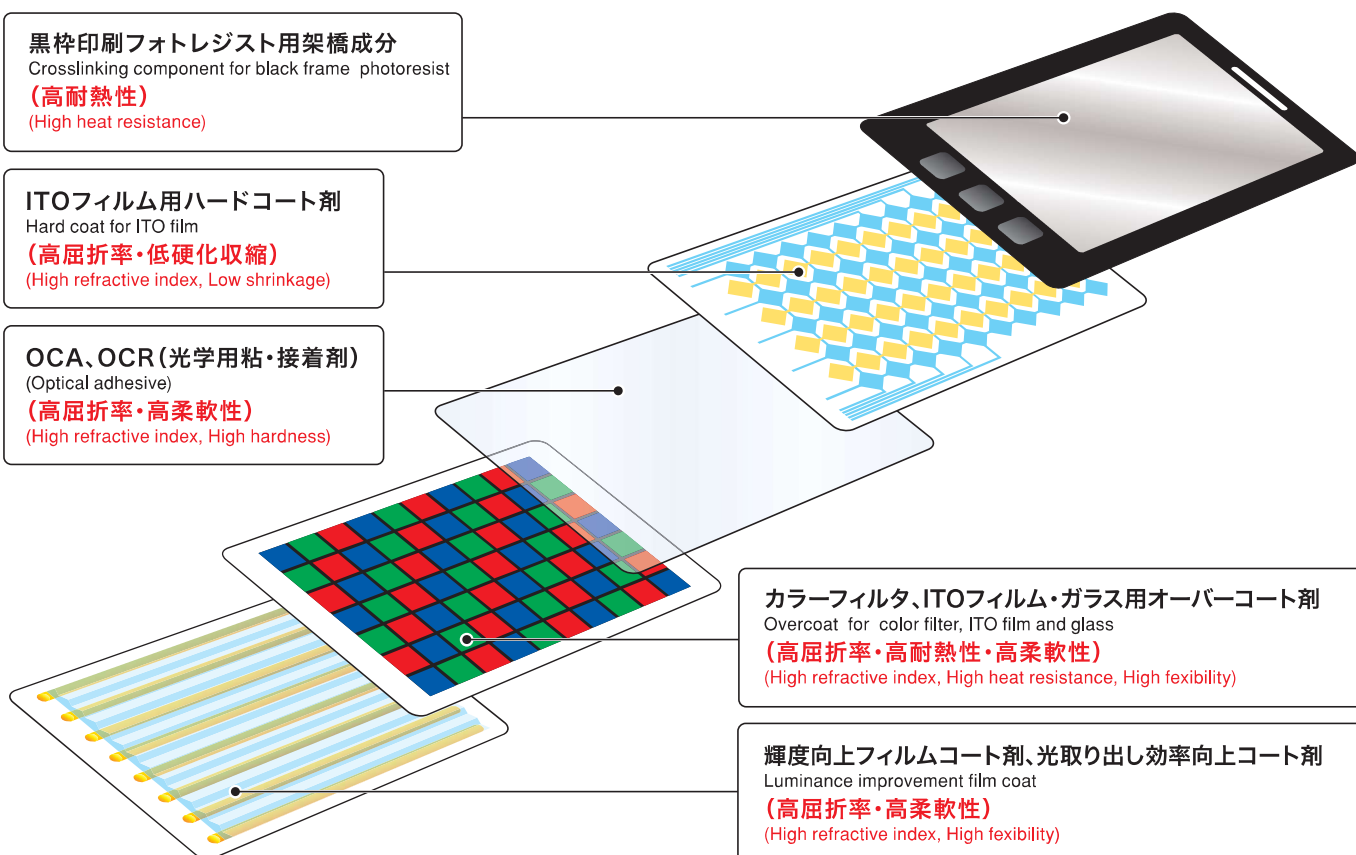 黒枠印刷フォトレジスト用架橋成分
Crosslinking component for black frame photoresist
（高耐熱性）
(High heat resistance)
ITOフィルム用ハードコート剤
Hard coat for ITO film
（高屈折率・低硬化収縮）
(High refractive index, Low shrinkage)
OCA、OCR（光学用粘・接着剤）
(Optical adhesive)
（高屈折率・高柔軟性）
(High refractive index, High hardness)
カラーフィルタ、ITOフィルム・ガラス用オーバーコート剤
Overcoat for color filter, ITO film and glass
（高屈折率・高耐熱性・高柔軟性）
(High refractive index, High heat resistance, High fexibility)
輝度向上フィルムコート剤、光取り出し効率向上コート剤
Luminance improvement film coat
（高屈折率・高柔軟性）
(High refractive index, High fexibility)